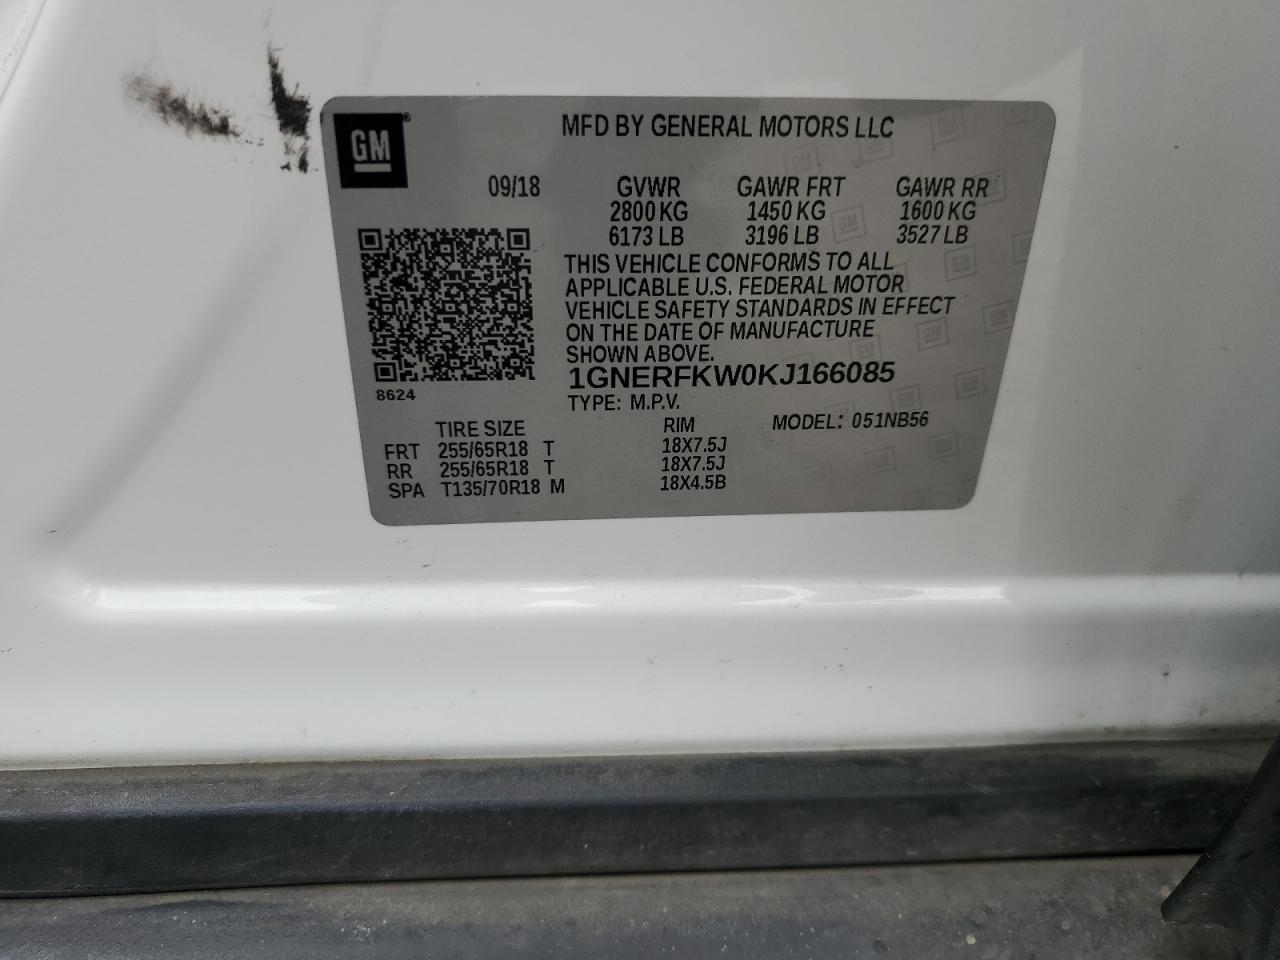 GM®
MFD BY GENERAL MOTORS LLC
09/18 GVWR GAWR FRT GAWR RR
2800 KG 1450 KG 1600 KG
6173 LB 3196 LB 3527 LB
THIS VEHICLE CONFORMS TO ALL
APPLICABLE U.S. FEDERAL MOTOR
VEHICLE SAFETY STANDARDS IN EFFECT
ON THE DATE OF MANUFACTURE
SHOWN ABOVE.
1GNERFKW0KJ166085
8624
TYPE: M.P.V.
TIRE SIZE RIM MODEL: 051NB56
FRT 255/65R18 T 18X7.5J
RR 255/65R18 T 18X7.5J
SPA T135/70R18 M 18X4.5B